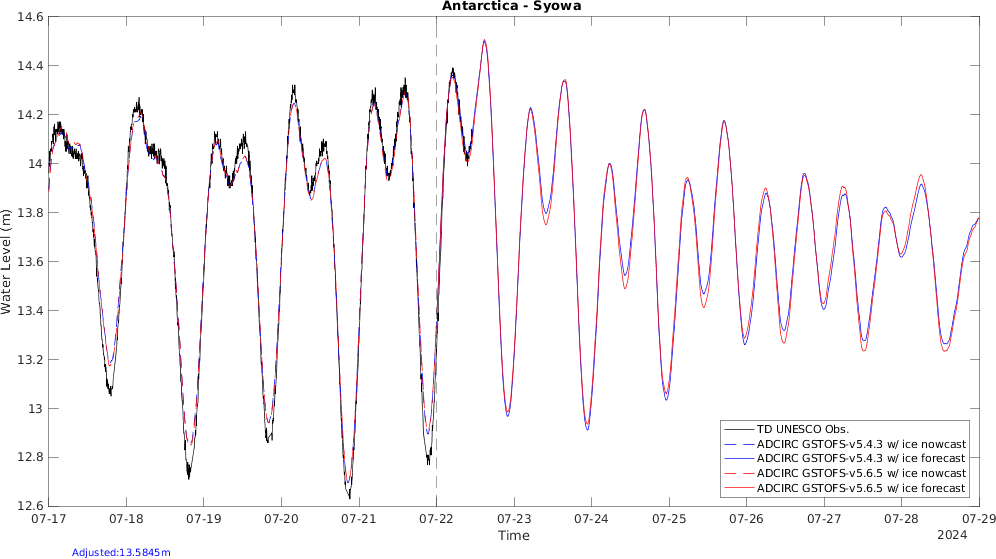 Antarctica - Syowa
14.6
14.4
14.2
14
13.8
13.6
13.4
13.2
13
12.8
12.6
Water Level (m)
TD UNESCO Obs.
ADCIRC GSTOFS-v5.4.3 w/ ice nowcast
ADCIRC GSTOFS-v5.4.3 w/ ice forecast
ADCIRC GSTOFS-v5.6.5 w/ ice nowcast
ADCIRC GSTOFS-v5.6.5 w/ ice forecast
07-17 07-18 07-19 07-20 07-21 07-22 07-23 07-24 07-25 07-26 07-27 07-28 07-29
Time
2024
Adjusted:13.5845m